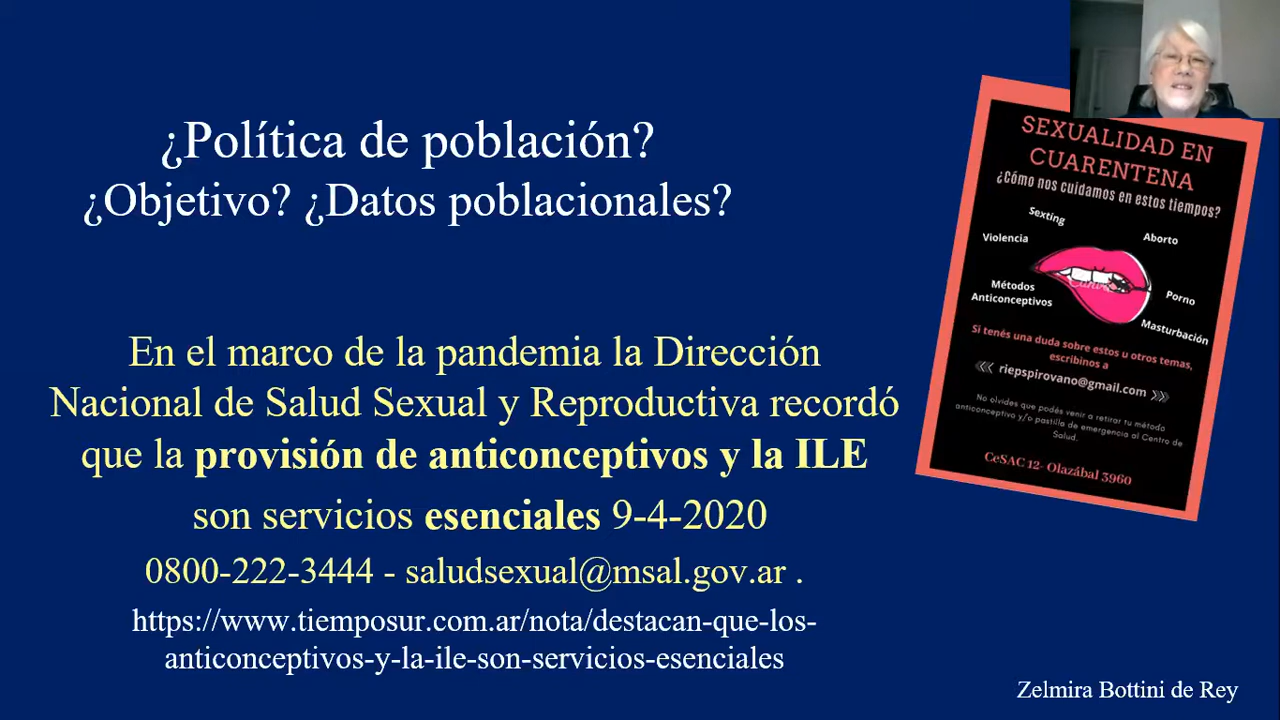 ¿Política de población?
¿Objetivo? ¿Datos poblacionales?
En el marco de la pandemia la Dirección
Nacional de Salud Sexual y Reproductiva recordó
que la provisión de anticonceptivos y la ILE
son servicios esenciales 9-4-2020
0800-222-3444 - saludsexual@msal.gov.ar .
https://www.tiemposur.com.ar/nota/destacan-que-los-
anticonceptivos-y-la-ile-son-servicios-esenciales
SEXUALIDAD EN
CUARENTENA
¿Cómo nos cuidamos en estos tiempos?
Sexting
Violencia
Aborto
Métodos
Anticonceptivos
Canva
Porno
Masturbación
Si tenés una duda sobre estos u otros temas,
escribinos a
riepspirovano@gmail.com
No olvides que podés venir a retirar tu método
anticonceptivo y/o pastilla de emergencia al Centro de
Salud.
CeSAC 12- Olazábal 3960
Zelmira Bottini de Rey